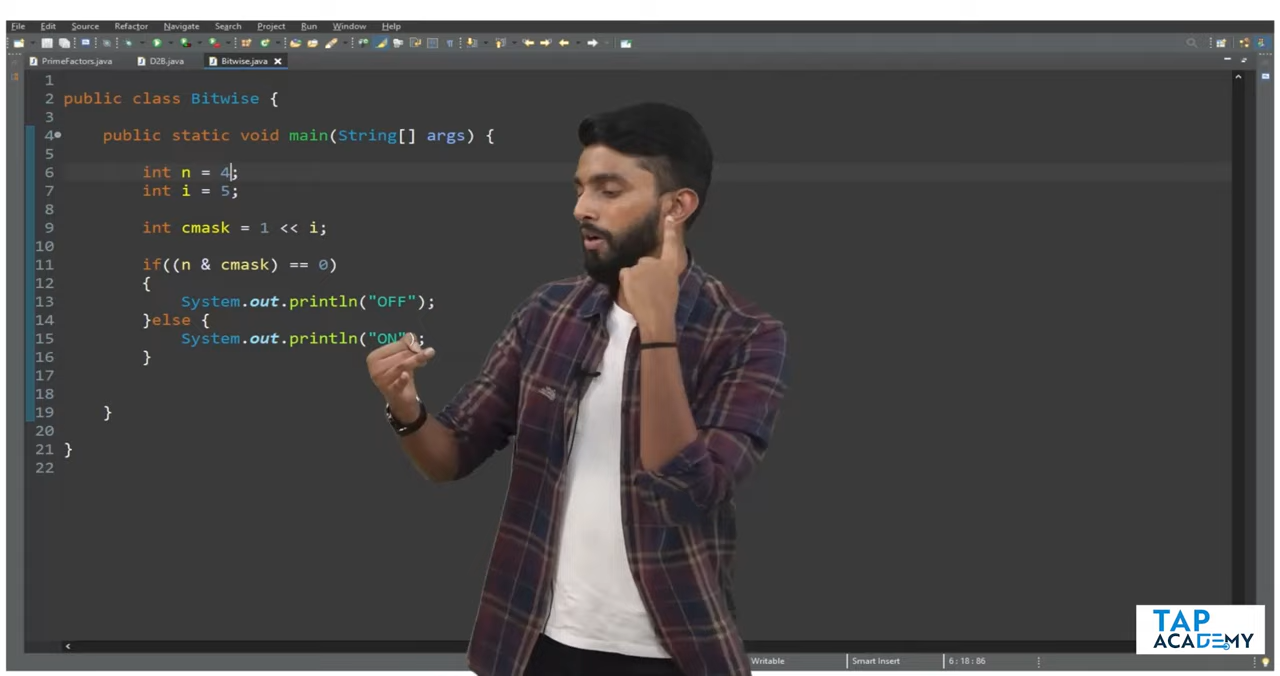 File Edit Source Refactor Navigate Search Project Run Window Help
PrimeFactors.java D2B.java Bitwise.java
1
2 public class Bitwise {
3
4 public static void main(String[] args) {
5
6 int n = 4;
7 int i = 5;
8
9 int cmask = 1 << i;
10
11 if((n & cmask) == 0)
12 {
13 System.out.println("OFF");
14 }else {
15 System.out.println("ON");
16 }
17
18
19 }
20
21 }
22
Writable Smart Insert 6 : 18 : 86
TAP
ACADEMY